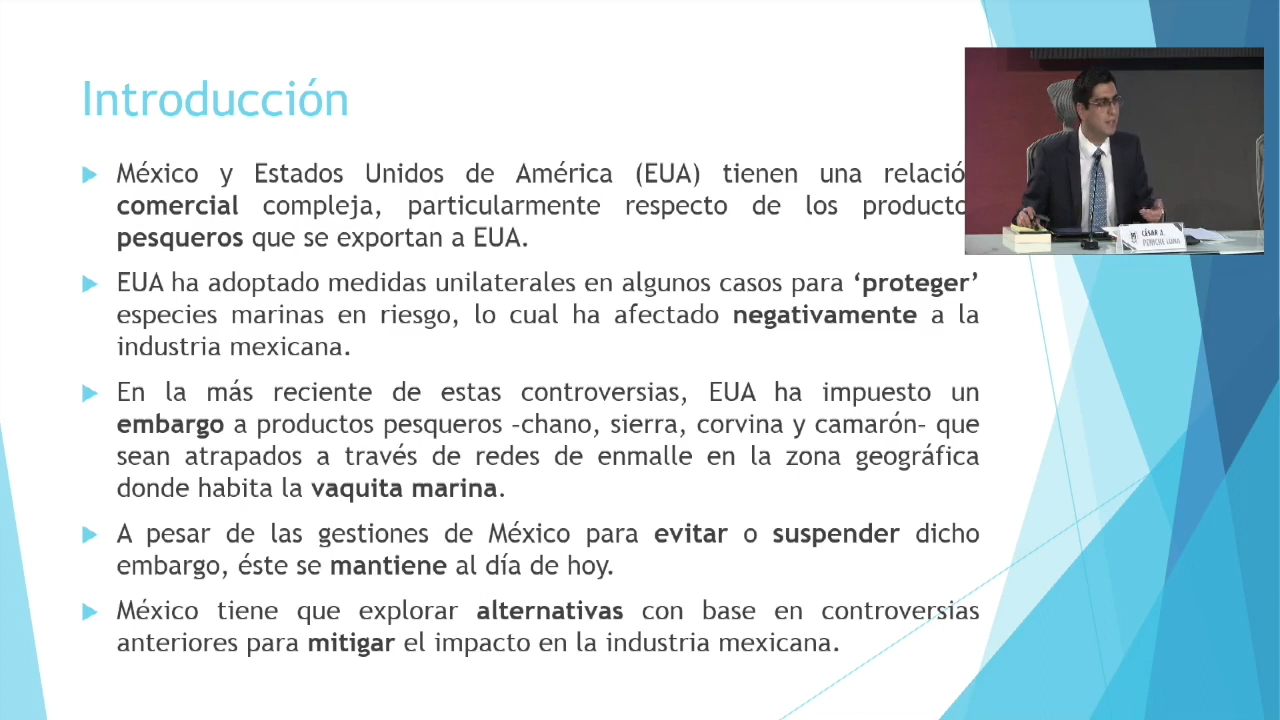 Introducción
México y Estados Unidos de América (EUA) tienen una relació
comercial compleja, particularmente respecto de los producto
pesqueros que se exportan a EUA.
EUA ha adoptado medidas unilaterales en algunos casos para ‘proteger’
especies marinas en riesgo, lo cual ha afectado negativamente a la
industria mexicana.
En la más reciente de estas controversias, EUA ha impuesto un
embargo a productos pesqueros –chano, sierra, corvina y camarón– que
sean atrapados a través de redes de enmalle en la zona geográfica
donde habita la vaquita marina.
A pesar de las gestiones de México para evitar o suspender dicho
embargo, éste se mantiene al día de hoy.
México tiene que explorar alternativas con base en controversias
anteriores para mitigar el impacto en la industria mexicana.
CÉSAR A.
PENICHE LUNA